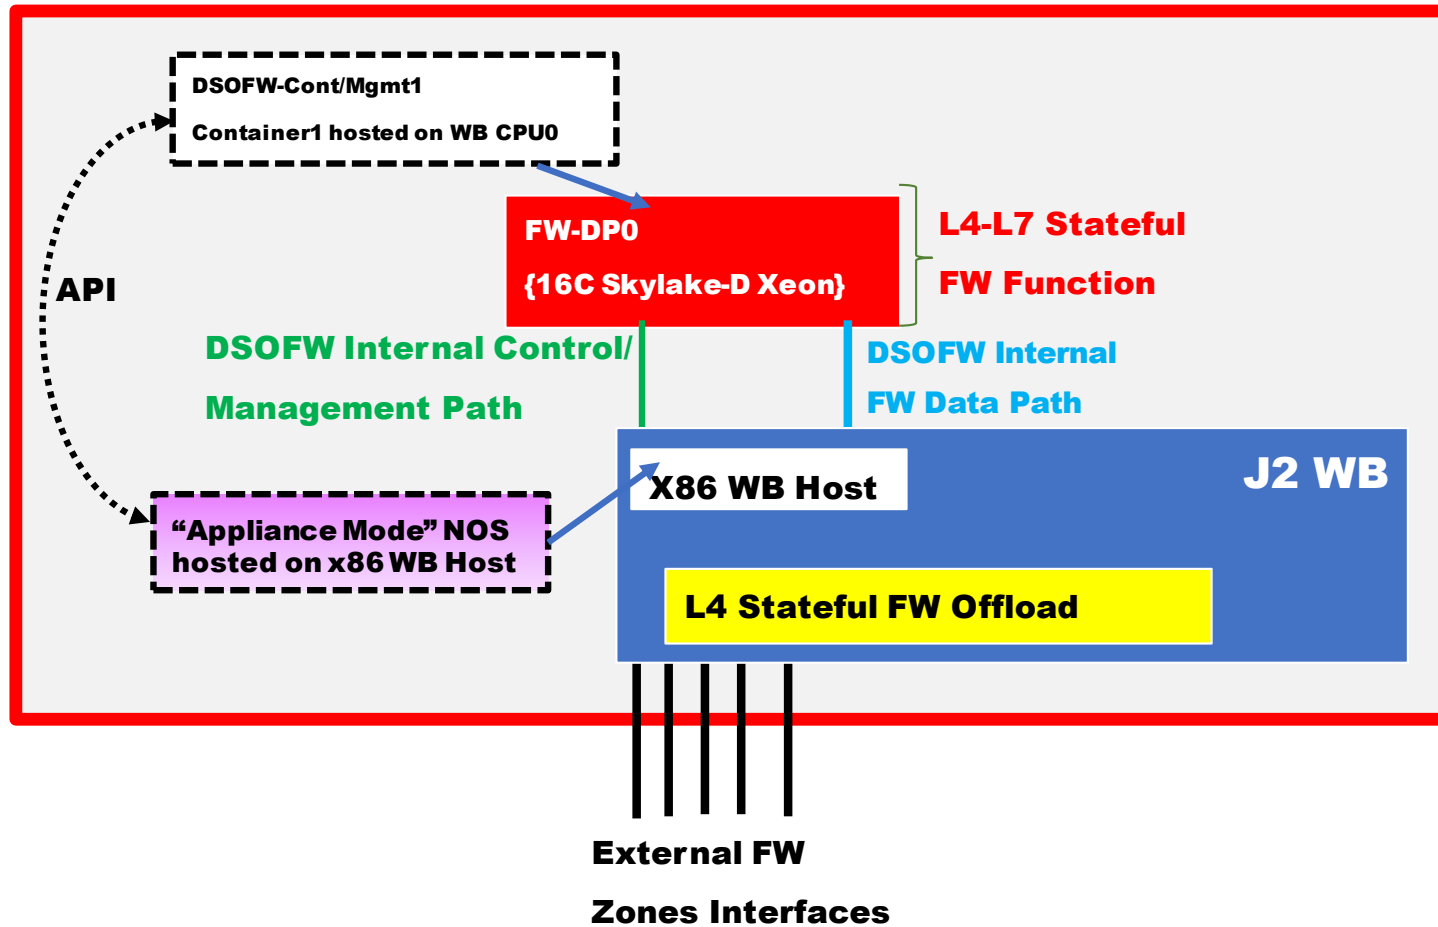 DSOFW-Cont/Mgmt1
Container1 hosted on WB CPU0
FW-DP0
{16C Skylake-D Xeon}
L4-L7 Stateful
FW Function
API
DSOFW Internal Control/
Management Path
DSOFW Internal
FW Data Path
J2 WB
X86 WB Host
“Appliance Mode” NOS
hosted on x86 WB Host
L4 Stateful FW Offload
External FW
Zones Interfaces